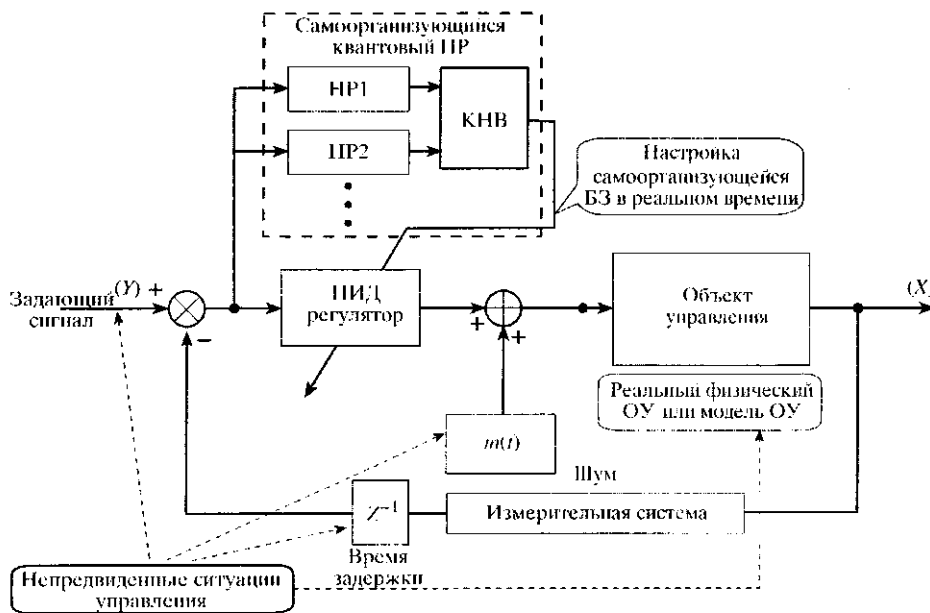 Самоорганизующийся
квантовый НР
НР1
КНВ
НР2
Настройка
самоорганизующейся
БЗ в реальном времени
Задающий
сигнал
(Y) +
−
ПИД
регулятор
+
+
Объект
управления
(X)
Реальный физический
ОУ или модель ОУ
m(t)
Шум
Z⁻¹
Измерительная система
Время
задержки
Непредвиденные ситуации
управления